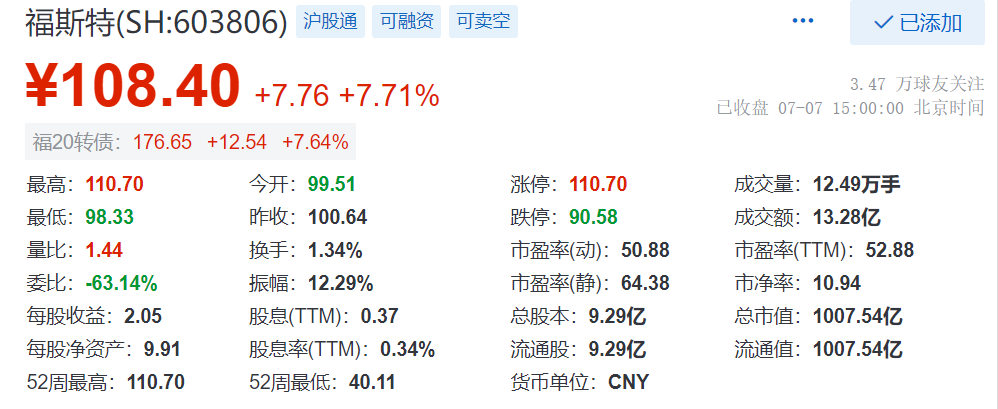 福斯特(SH:603806) 沪股通 可融资 可卖空 ••• 已添加
¥108.40 +7.76 +7.71%
3.47 万球友关注
已收盘 07-07 15:00:00 北京时间
福20转债：176.65 +12.54 +7.64%
最高：110.70 今开：99.51 涨停：110.70 成交量：12.49万手
最低：98.33 昨收：100.64 跌停：90.58 成交额：13.28亿
量比：1.44 换手：1.34% 市盈率(动)：50.88 市盈率(TTM)：52.88
委比：-63.14% 振幅：12.29% 市盈率(静)：64.38 市净率：10.94
每股收益：2.05 股息(TTM)：0.37 总股本：9.29亿 总市值：1007.54亿
每股净资产：9.91 股息率(TTM)：0.34% 流通股：9.29亿 流通值：1007.54亿
52周最高：110.70 52周最低：40.11 货币单位：CNY